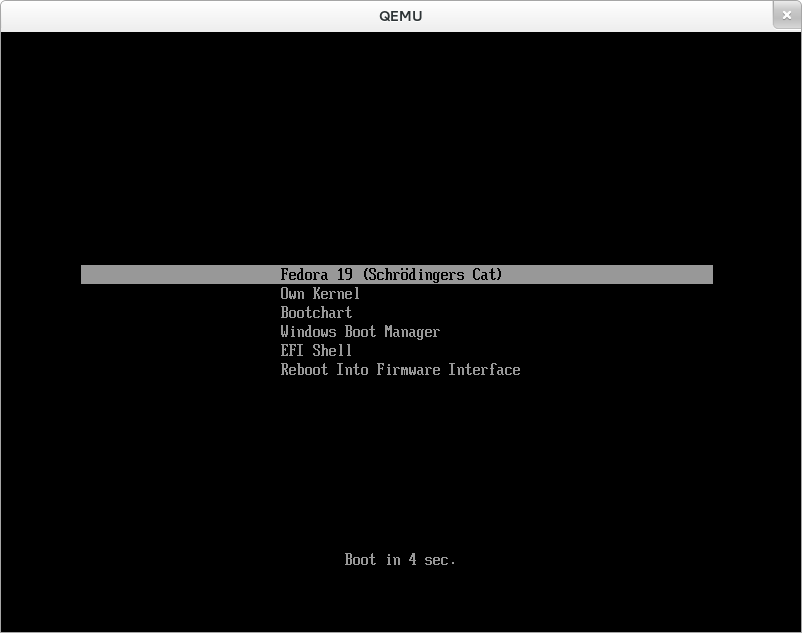 QEMU
Fedora 19 (Schrödingers Cat)
Own Kernel
Bootchart
Windows Boot Manager
EFI Shell
Reboot Into Firmware Interface
Boot in 4 sec.